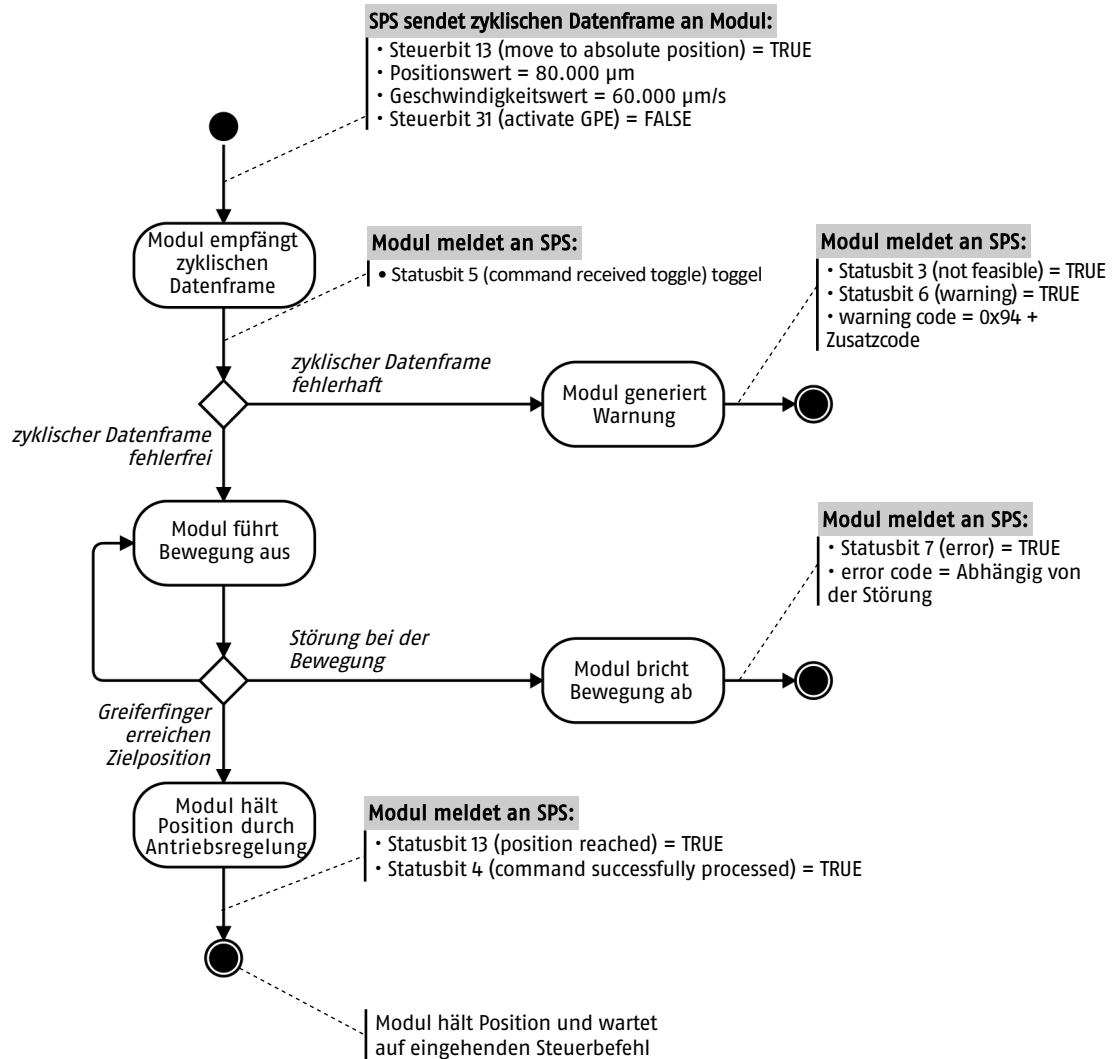 SPS sendet zyklischen Datenframe an Modul:
• Steuerbit 13 (move to absolute position) = TRUE
• Positionswert = 80.000 µm
• Geschwindigkeitswert = 60.000 µm/s
• Steuerbit 31 (activate GPE) = FALSE
Modul empfängt
zyklischen
Datenframe
Modul meldet an SPS:
• Statusbit 5 (command received toggle) toggel
Modul meldet an SPS:
• Statusbit 3 (not feasible) = TRUE
• Statusbit 6 (warning) = TRUE
• warning code = 0x94 +
Zusatzcode
zyklischer Datenframe
fehlerhaft
Modul generiert
Warnung
zyklischer Datenframe
fehlerfrei
Modul führt
Bewegung aus
Modul meldet an SPS:
• Statusbit 7 (error) = TRUE
• error code = Abhängig von
der Störung
Störung bei der
Bewegung
Modul bricht
Bewegung ab
Greiferfinger
erreichen
Zielposition
Modul hält
Position durch
Antriebsregelung
Modul meldet an SPS:
• Statusbit 13 (position reached) = TRUE
• Statusbit 4 (command successfully processed) = TRUE
Modul hält Position und wartet
auf eingehenden Steuerbefehl